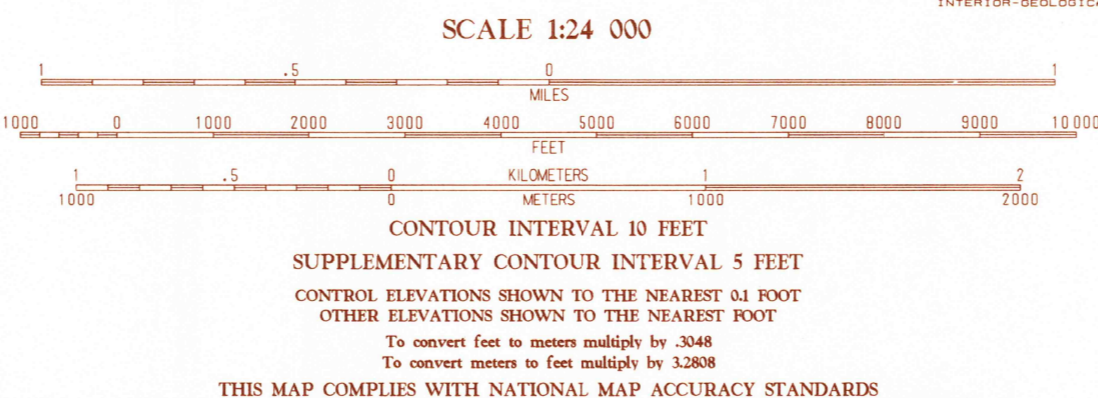 INTERIOR-GEOLOGICA
SCALE 1:24 000
1 .5 0 1
MILES
1000 0 1000 2000 3000 4000 5000 6000 7000 8000 9000 10 000
FEET
1 .5 0 KILOMETERS 1 2
1000 0 METERS 1000 2000
CONTOUR INTERVAL 10 FEET
SUPPLEMENTARY CONTOUR INTERVAL 5 FEET
CONTROL ELEVATIONS SHOWN TO THE NEAREST 0.1 FOOT
OTHER ELEVATIONS SHOWN TO THE NEAREST FOOT
To convert feet to meters multiply by .3048
To convert meters to feet multiply by 3.2808
THIS MAP COMPLIES WITH NATIONAL MAP ACCURACY STANDARDS